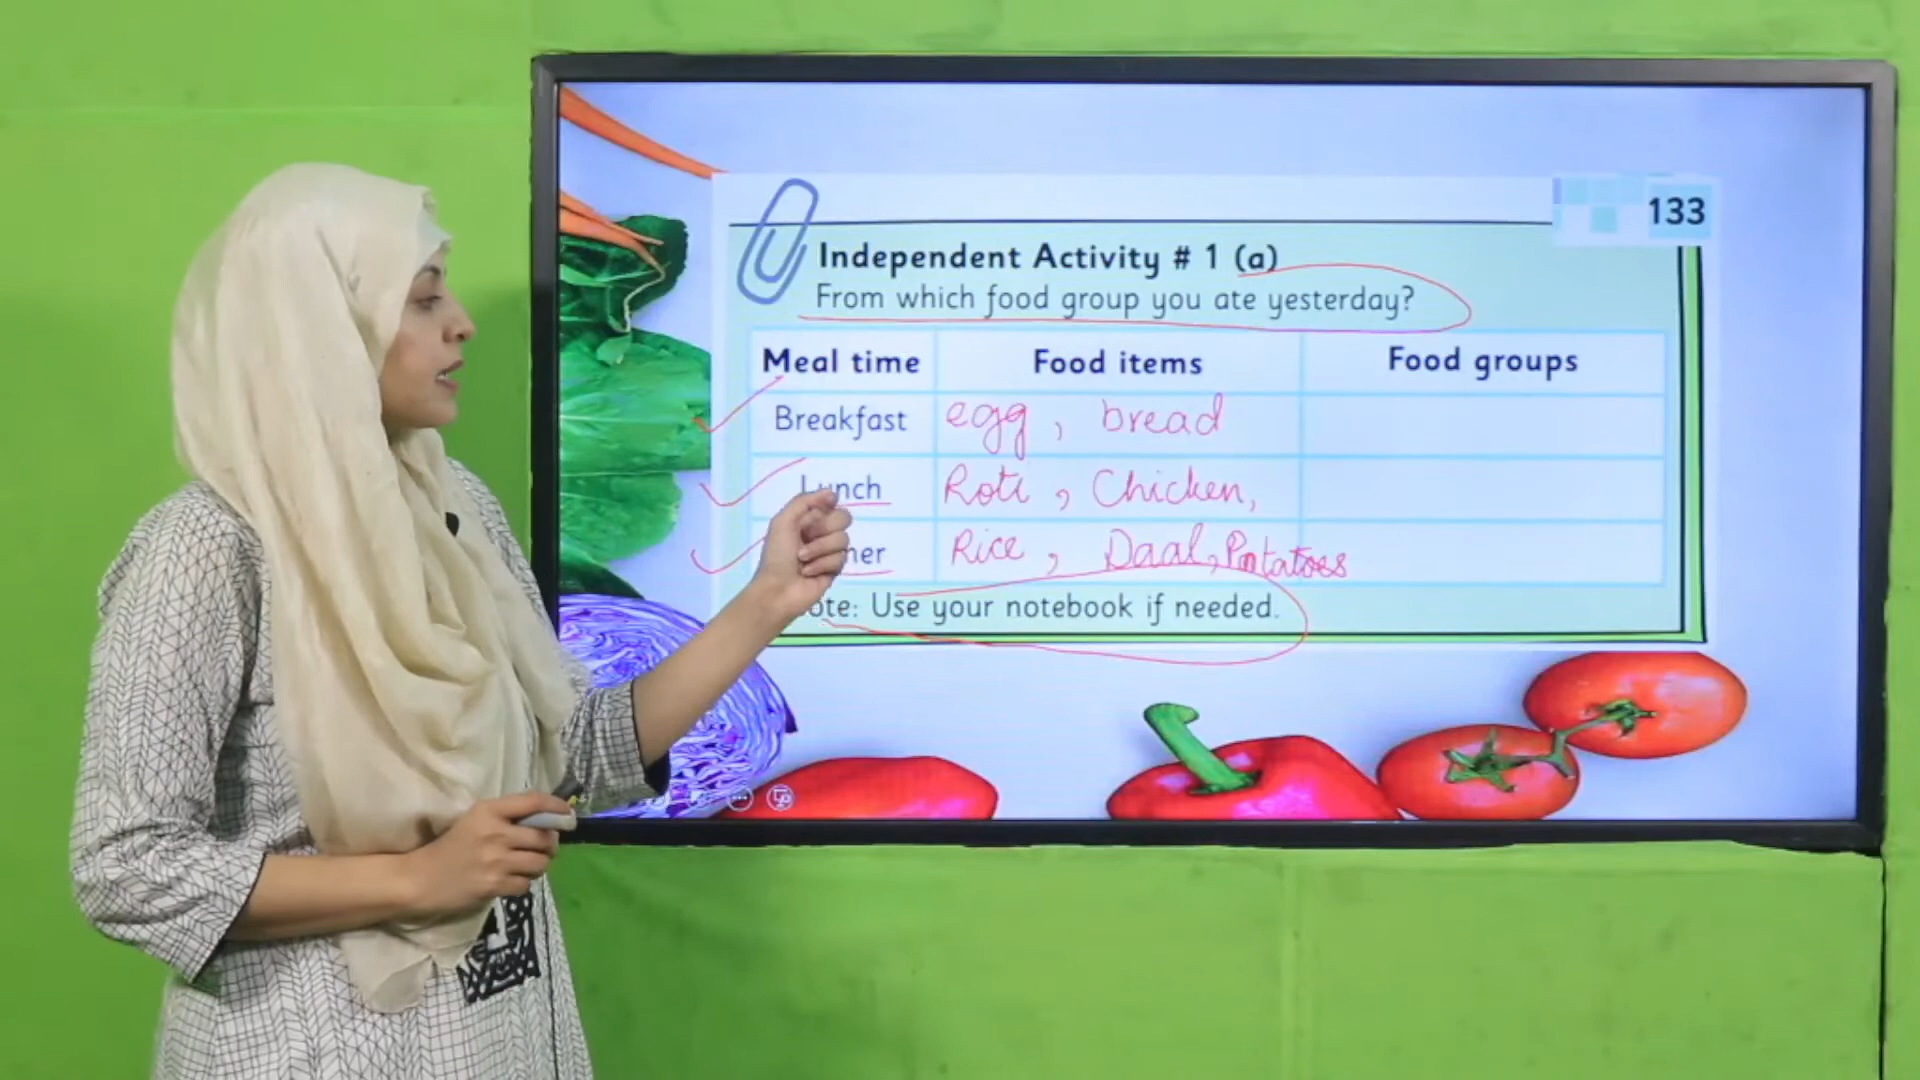 133
Independent Activity # 1 (a)
From which food group you ate yesterday?
Meal time Food items Food groups
Breakfast egg, bread
Lunch Roti, Chicken,
Rice, Daal, Potatoes
Use your notebook if needed.